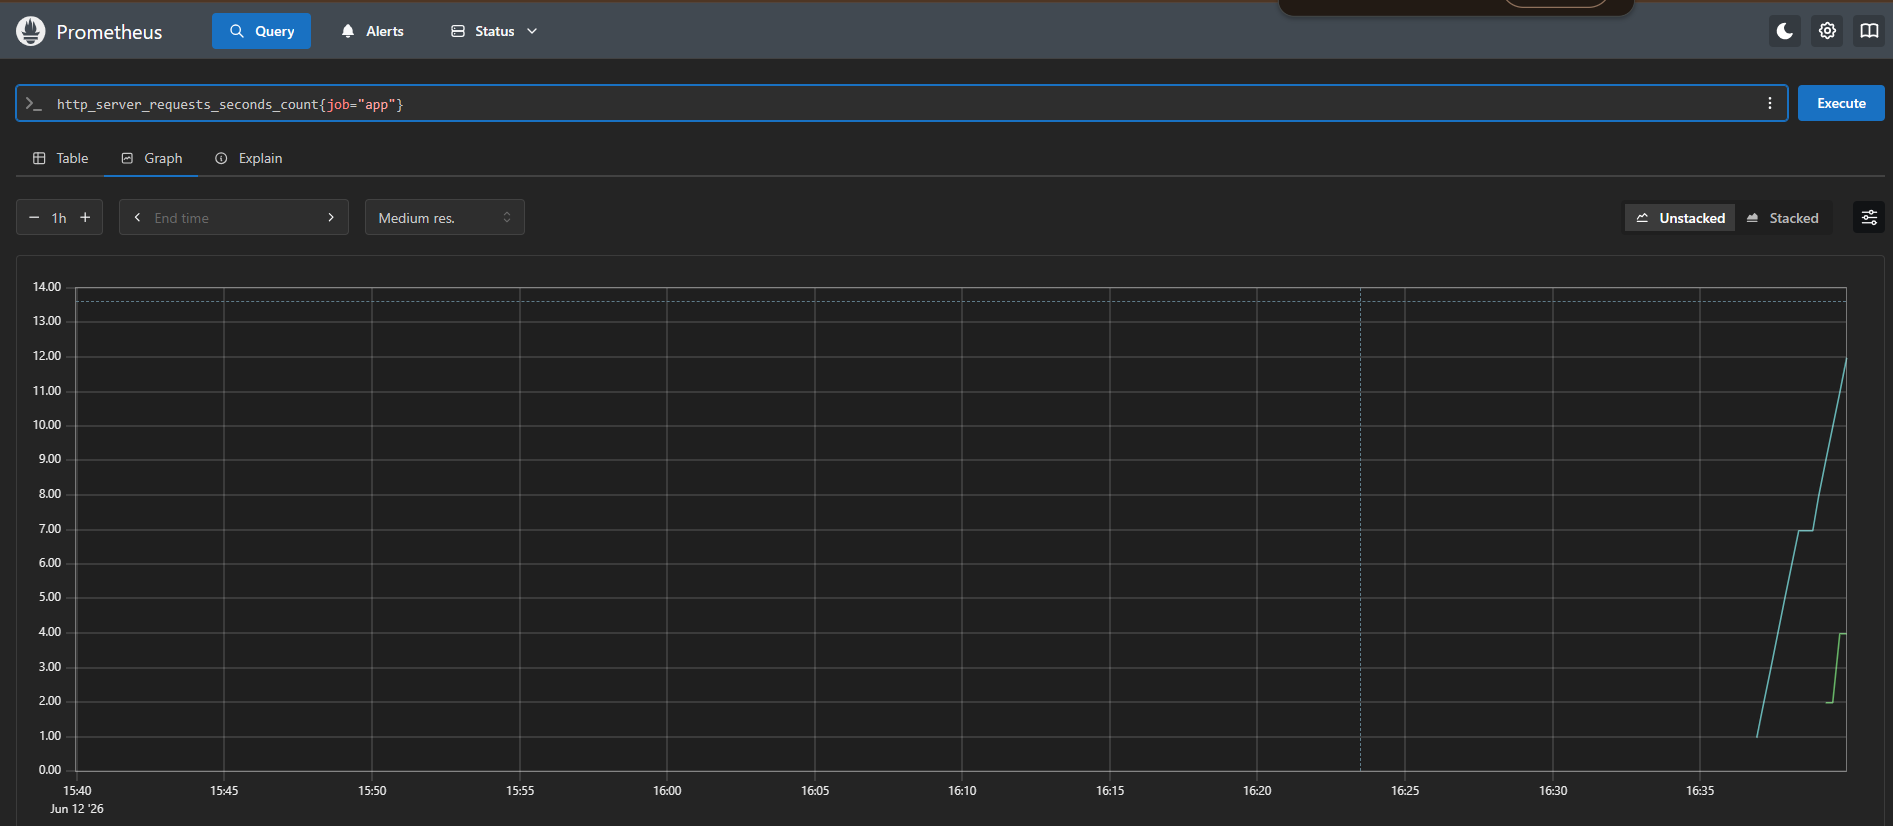 Prometheus Query Alerts Status
http_server_requests_seconds_count{job="app"} Execute
Table Graph Explain
1h End time Medium res. Unstacked Stacked
14.00
13.00
12.00
11.00
10.00
9.00
8.00
7.00
6.00
5.00
4.00
3.00
2.00
1.00
0.00
15:40 15:45 15:50 15:55 16:00 16:05 16:10 16:15 16:20 16:25 16:30 16:35
Jun 12 '26